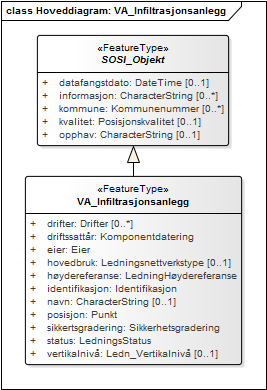 class Hoveddiagram: VA_Infiltrasjonsanlegg
«FeatureType»
SOSI_Objekt
+ datafangstdato: DateTime [0..1]
+ informasjon: CharacterString [0..*]
+ kommune: Kommunenummer [0..*]
+ kvalitet: Posisjonskvalitet [0..1]
+ opphav: CharacterString [0..1]
«FeatureType»
VA_Infiltrasjonsanlegg
+ drifter: Drifter [0..*]
+ driftssattår: Komponentdatering
+ eier: Eier
+ hovedbruk: Ledningsnettverkstype [0..1]
+ høydereferanse: LedningHøydereferanse
+ identifikasjon: Identifikasjon
+ navn: CharacterString [0..1]
+ posisjon: Punkt
+ sikkertsgradering: Sikkerhetsgradering
+ status: LedningsStatus
+ vertikalnivå: Ledn_Vertikalnivå [0..1]